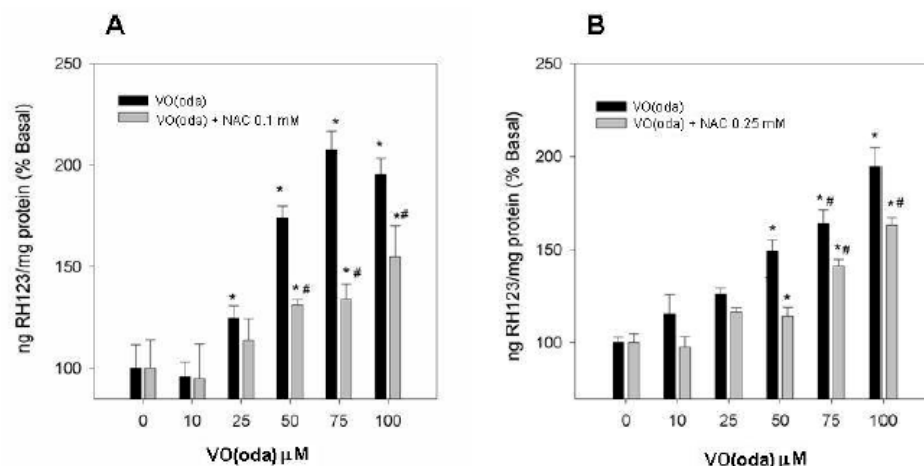 A
250
200
150
100
ng RH123/mg protein (% Basal)
VO(oda)
VO(oda) + NAC 0.1 mM
*
*
*
*
*#
*#
*#
0 10 25 50 75 100
VO(oda) μM
B
250
200
150
100
ng RH123/mg protein (% Basal)
VO(oda)
VO(oda) + NAC 0.25 mM
*
*
*#
*#
*
*#
0 10 25 50 75 100
VO(oda) μM